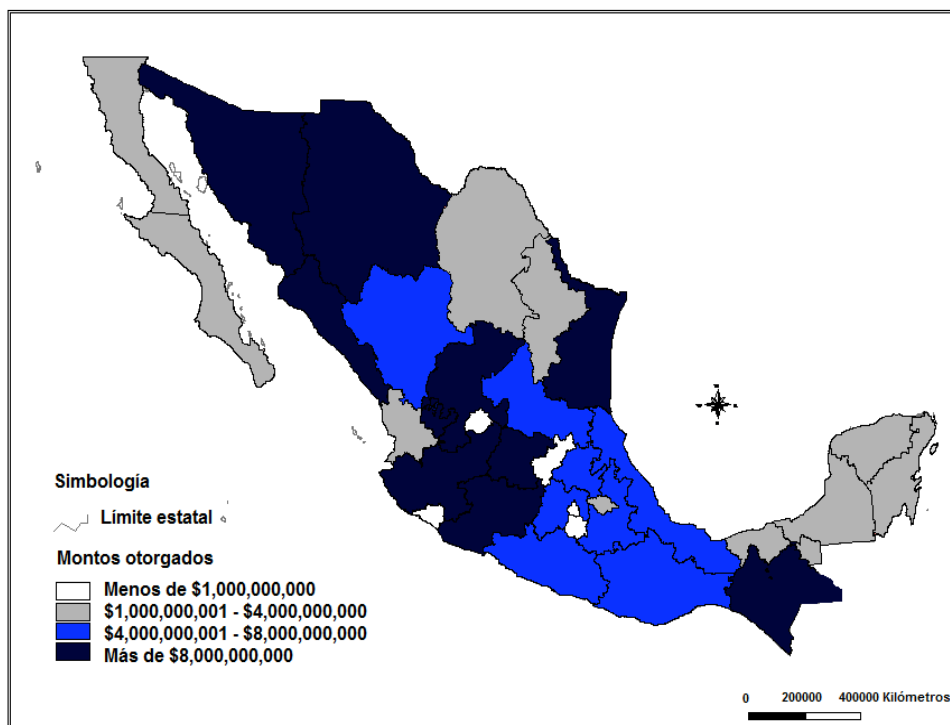 Simbología
Límite estatal
Montos otorgados
Menos de $1,000,000,000
$1,000,000,001 - $4,000,000,000
$4,000,000,001 - $8,000,000,000
Más de $8,000,000,000
0 200000 400000 Kilómetros